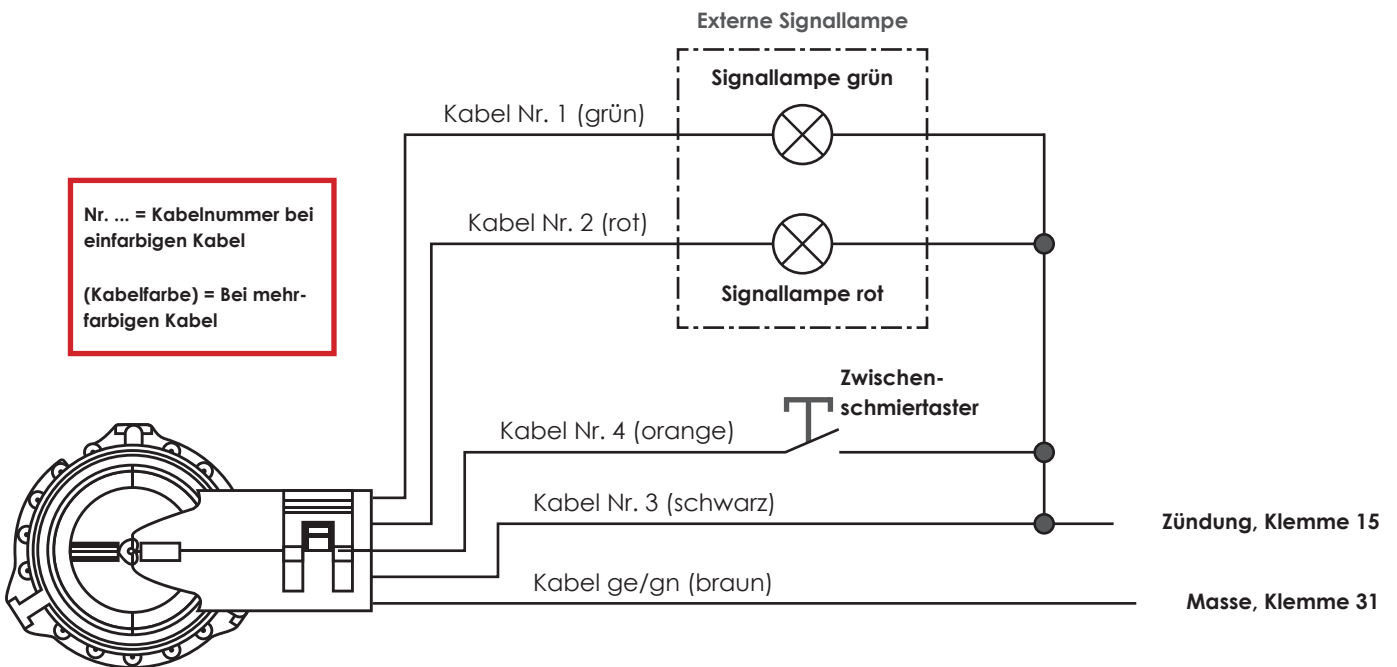 Externe Signallampe
Signallampe grün
Kabel Nr. 1 (grün)
Nr. ... = Kabelnummer bei
einfarbigen Kabel
(Kabelfarbe) = Bei mehr-
farbigen Kabel
Kabel Nr. 2 (rot)
Signallampe rot
Zwischen-
schmiertaster
Kabel Nr. 4 (orange)
Kabel Nr. 3 (schwarz)
Zündung, Klemme 15
Kabel ge/gn (braun)
Masse, Klemme 31